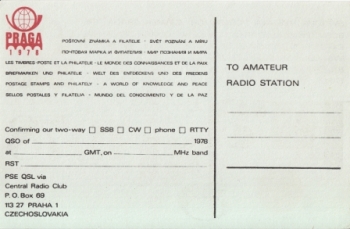 PRAGA
1978
POŠTOVNÍ ZNÁMKA A FILATELIE · SVĚT POZNÁNÍ A MÍRU
ПОЧТОВАЯ МАРКА И ФИЛАТЕЛИЯ · МИР ПОЗНАНИЯ И МИРА
LES TIMBRES-POSTE ET LA PHILATELIE · LE MONDE DES CONNAISSANCES ET DE LA PAIX
BRIEFMARKEN UND PHILATELIE · WELT DES ENTDECKENS UND DES FRIEDENS
POSTAGE STAMPS AND PHILATELY · A WORLD OF KNOWLEDGE AND PEACE
SELLOS POSTALES Y FILATELIA · MUNDO DEL CONOCIMIENTO Y DE LA PAZ
TO AMATEUR
RADIO STATION
Confirming our two-way □ SSB □ CW □ phone □ RTTY
QSO of 1978
at GMT, on MHz band
RST
PSE QSL via
Central Radio Club
P. O. Box 69
113 27 PRAHA 1
CZECHOSLOVAKIA